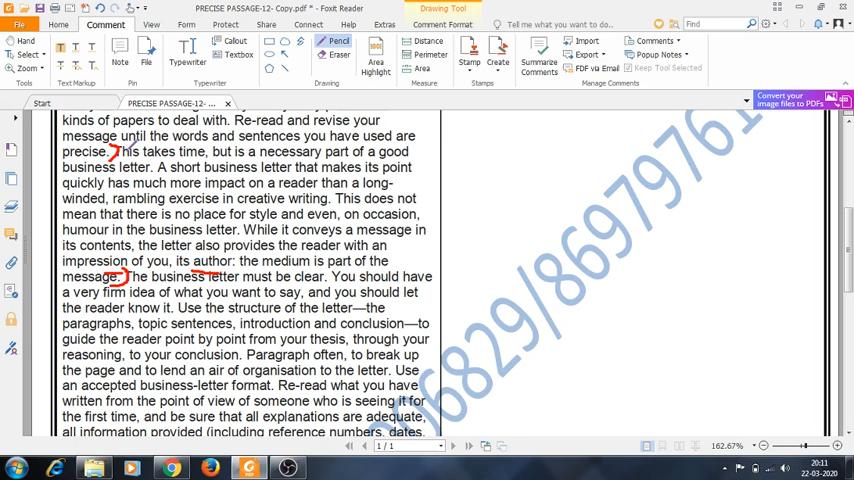 PRECISE PASSAGE-12- Copy.pdf * - Foxit Reader
Drawing Tool
File Home Comment View Form Protect Share Connect Help Extras Comment Format
Find
Hand
Select
Zoom
Tools
Text Markup
Note
File
Pin
Typewriter
Callout
Textbox
Typewriter
Pencil
Eraser
Drawing
Area
Highlight
Distance
Perimeter
Area
Measure
Stamp
Create
Stamps
Summarize
Comments
Import
Export
FDF via Email
Comments
Popup Notes
Keep Tool Selected
Manage Comments
Start
PRECISE PASSAGE-12- ...
Convert your
image files to PDFs
kinds of papers to deal with. Re-read and revise your
message until the words and sentences you have used are
precise. This takes time, but is a necessary part of a good
business letter. A short business letter that makes its point
quickly has much more impact on a reader than a long-
winded, rambling exercise in creative writing. This does not
mean that there is no place for style and even, on occasion,
humour in the business letter. While it conveys a message in
its contents, the letter also provides the reader with an
impression of you, its author: the medium is part of the
message. The business letter must be clear. You should have
a very firm idea of what you want to say, and you should let
the reader know it. Use the structure of the letter—the
paragraphs, topic sentences, introduction and conclusion—to
guide the reader point by point from your thesis, through your
reasoning, to your conclusion. Paragraph often, to break up
the page and to lend an air of organisation to the letter. Use
an accepted business-letter format. Re-read what you have
written from the point of view of someone who is seeing it for
the first time, and be sure that all explanations are adequate,
all information provided (including reference numbers, dates,
06829/86979761
1 / 1
162.67%
20:11
22-03-2020